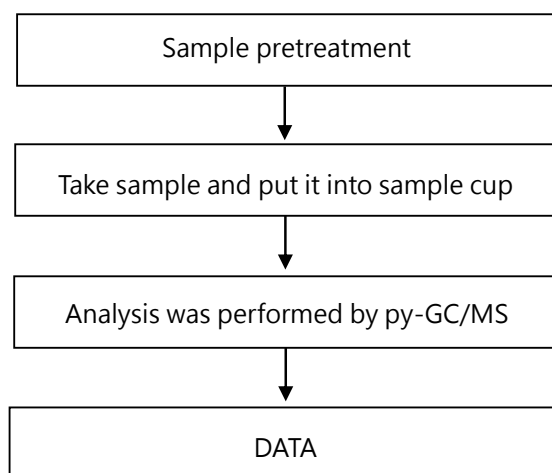 Sample pretreatment
Take sample and put it into sample cup
Analysis was performed by py-GC/MS
DATA